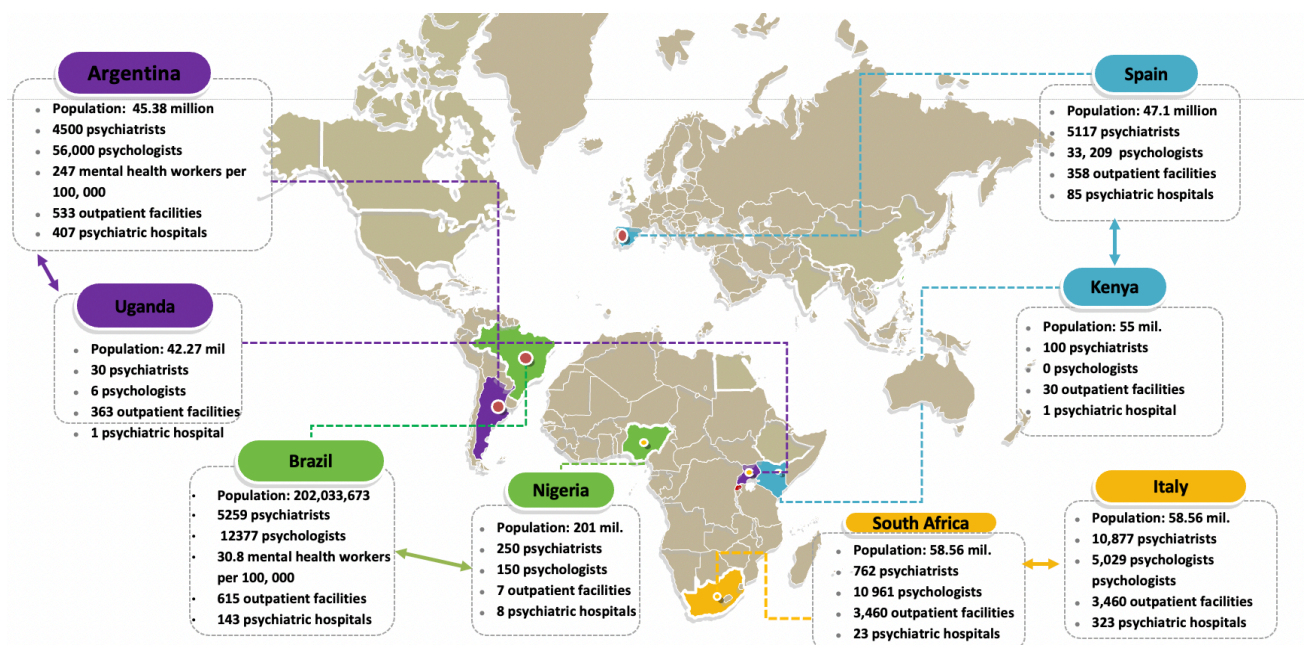 Argentina
Population: 45.38 million
4500 psychiatrists
56,000 psychologists
247 mental health workers per
100, 000
533 outpatient facilities
407 psychiatric hospitals
Uganda
Population: 42.27 mil
30 psychiatrists
6 psychologists
363 outpatient facilities
1 psychiatric hospital
Brazil
Population: 202,033,673
5259 psychiatrists
12377 psychologists
30.8 mental health workers
per 100, 000
615 outpatient facilities
143 psychiatric hospitals
Nigeria
Population: 201 mil.
250 psychiatrists
150 psychologists
7 outpatient facilities
8 psychiatric hospitals
Spain
Population: 47.1 million
5117 psychiatrists
33, 209 psychologists
358 outpatient facilities
85 psychiatric hospitals
Kenya
Population: 55 mil.
100 psychiatrists
0 psychologists
30 outpatient facilities
1 psychiatric hospital
South Africa
Population: 58.56 mil.
762 psychiatrists
10 961 psychologists
3,460 outpatient facilities
23 psychiatric hospitals
Italy
Population: 58.56 mil.
10,877 psychiatrists
5,029 psychologists
psychologists
3,460 outpatient facilities
323 psychiatric hospitals